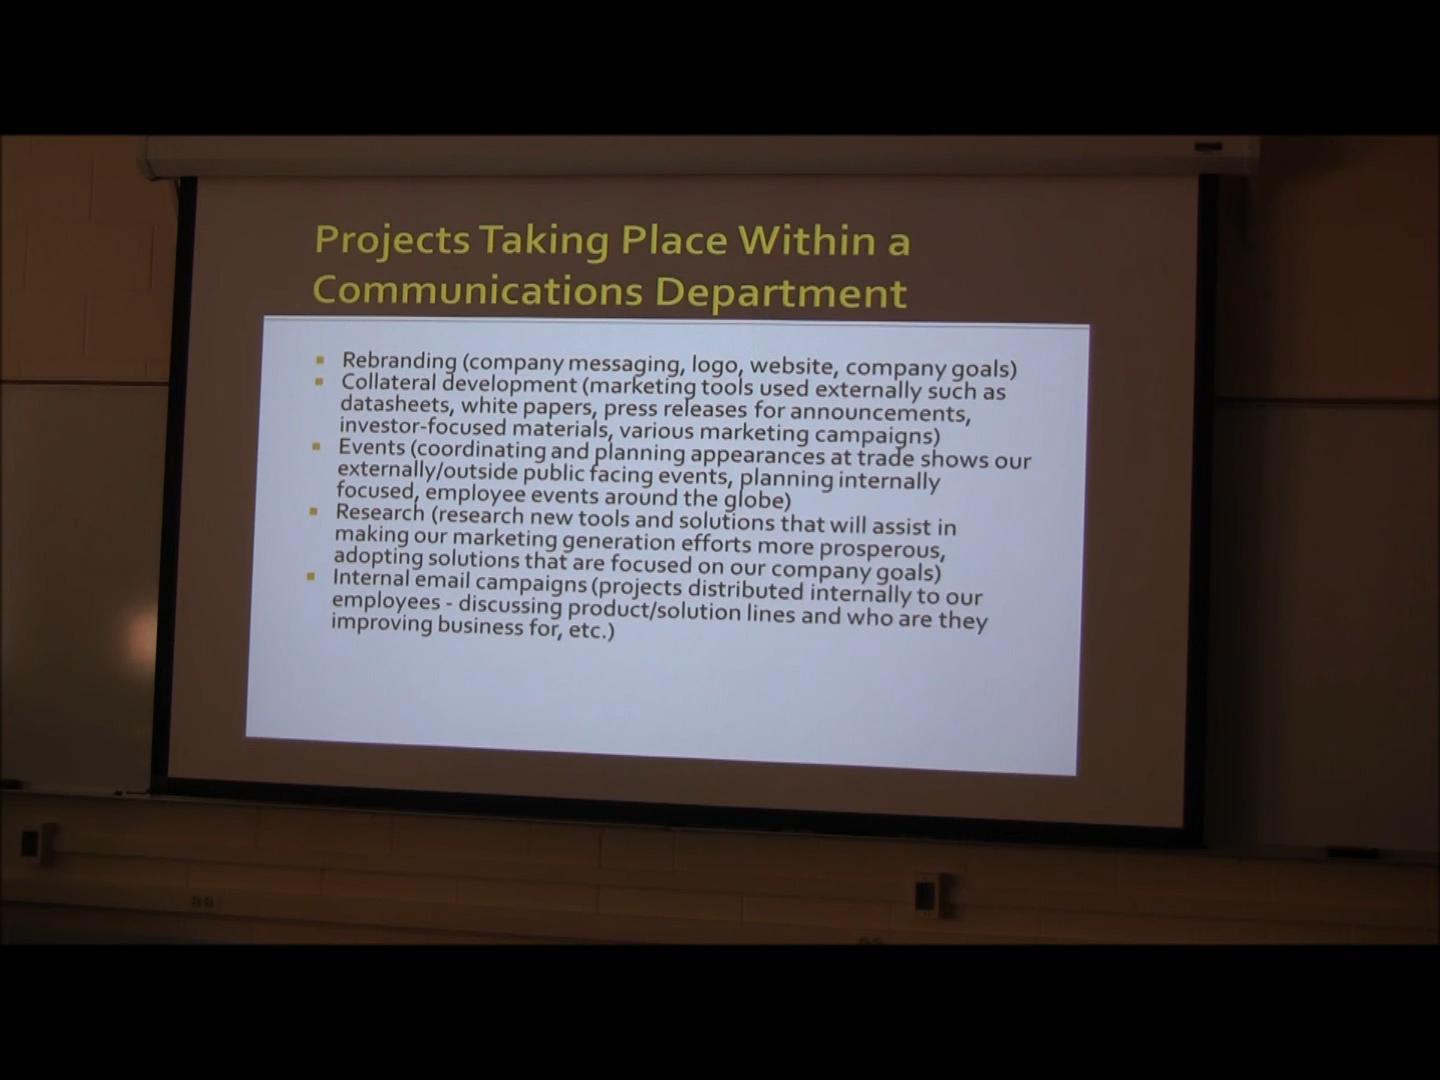 Projects Taking Place Within a
Communications Department
Rebranding (company messaging, logo, website, company goals)
Collateral development (marketing tools used externally such as
datasheets, white papers, press releases for announcements,
investor-focused materials, various marketing campaigns)
Events (coordinating and planning appearances at trade shows our
externally/outside public facing events, planning internally
focused, employee events around the globe)
Research (research new tools and solutions that will assist in
making our marketing generation efforts more prosperous,
adopting solutions that are focused on our company goals)
Internal email campaigns (projects distributed internally to our
employees - discussing product/solution lines and who are they
improving business for, etc.)